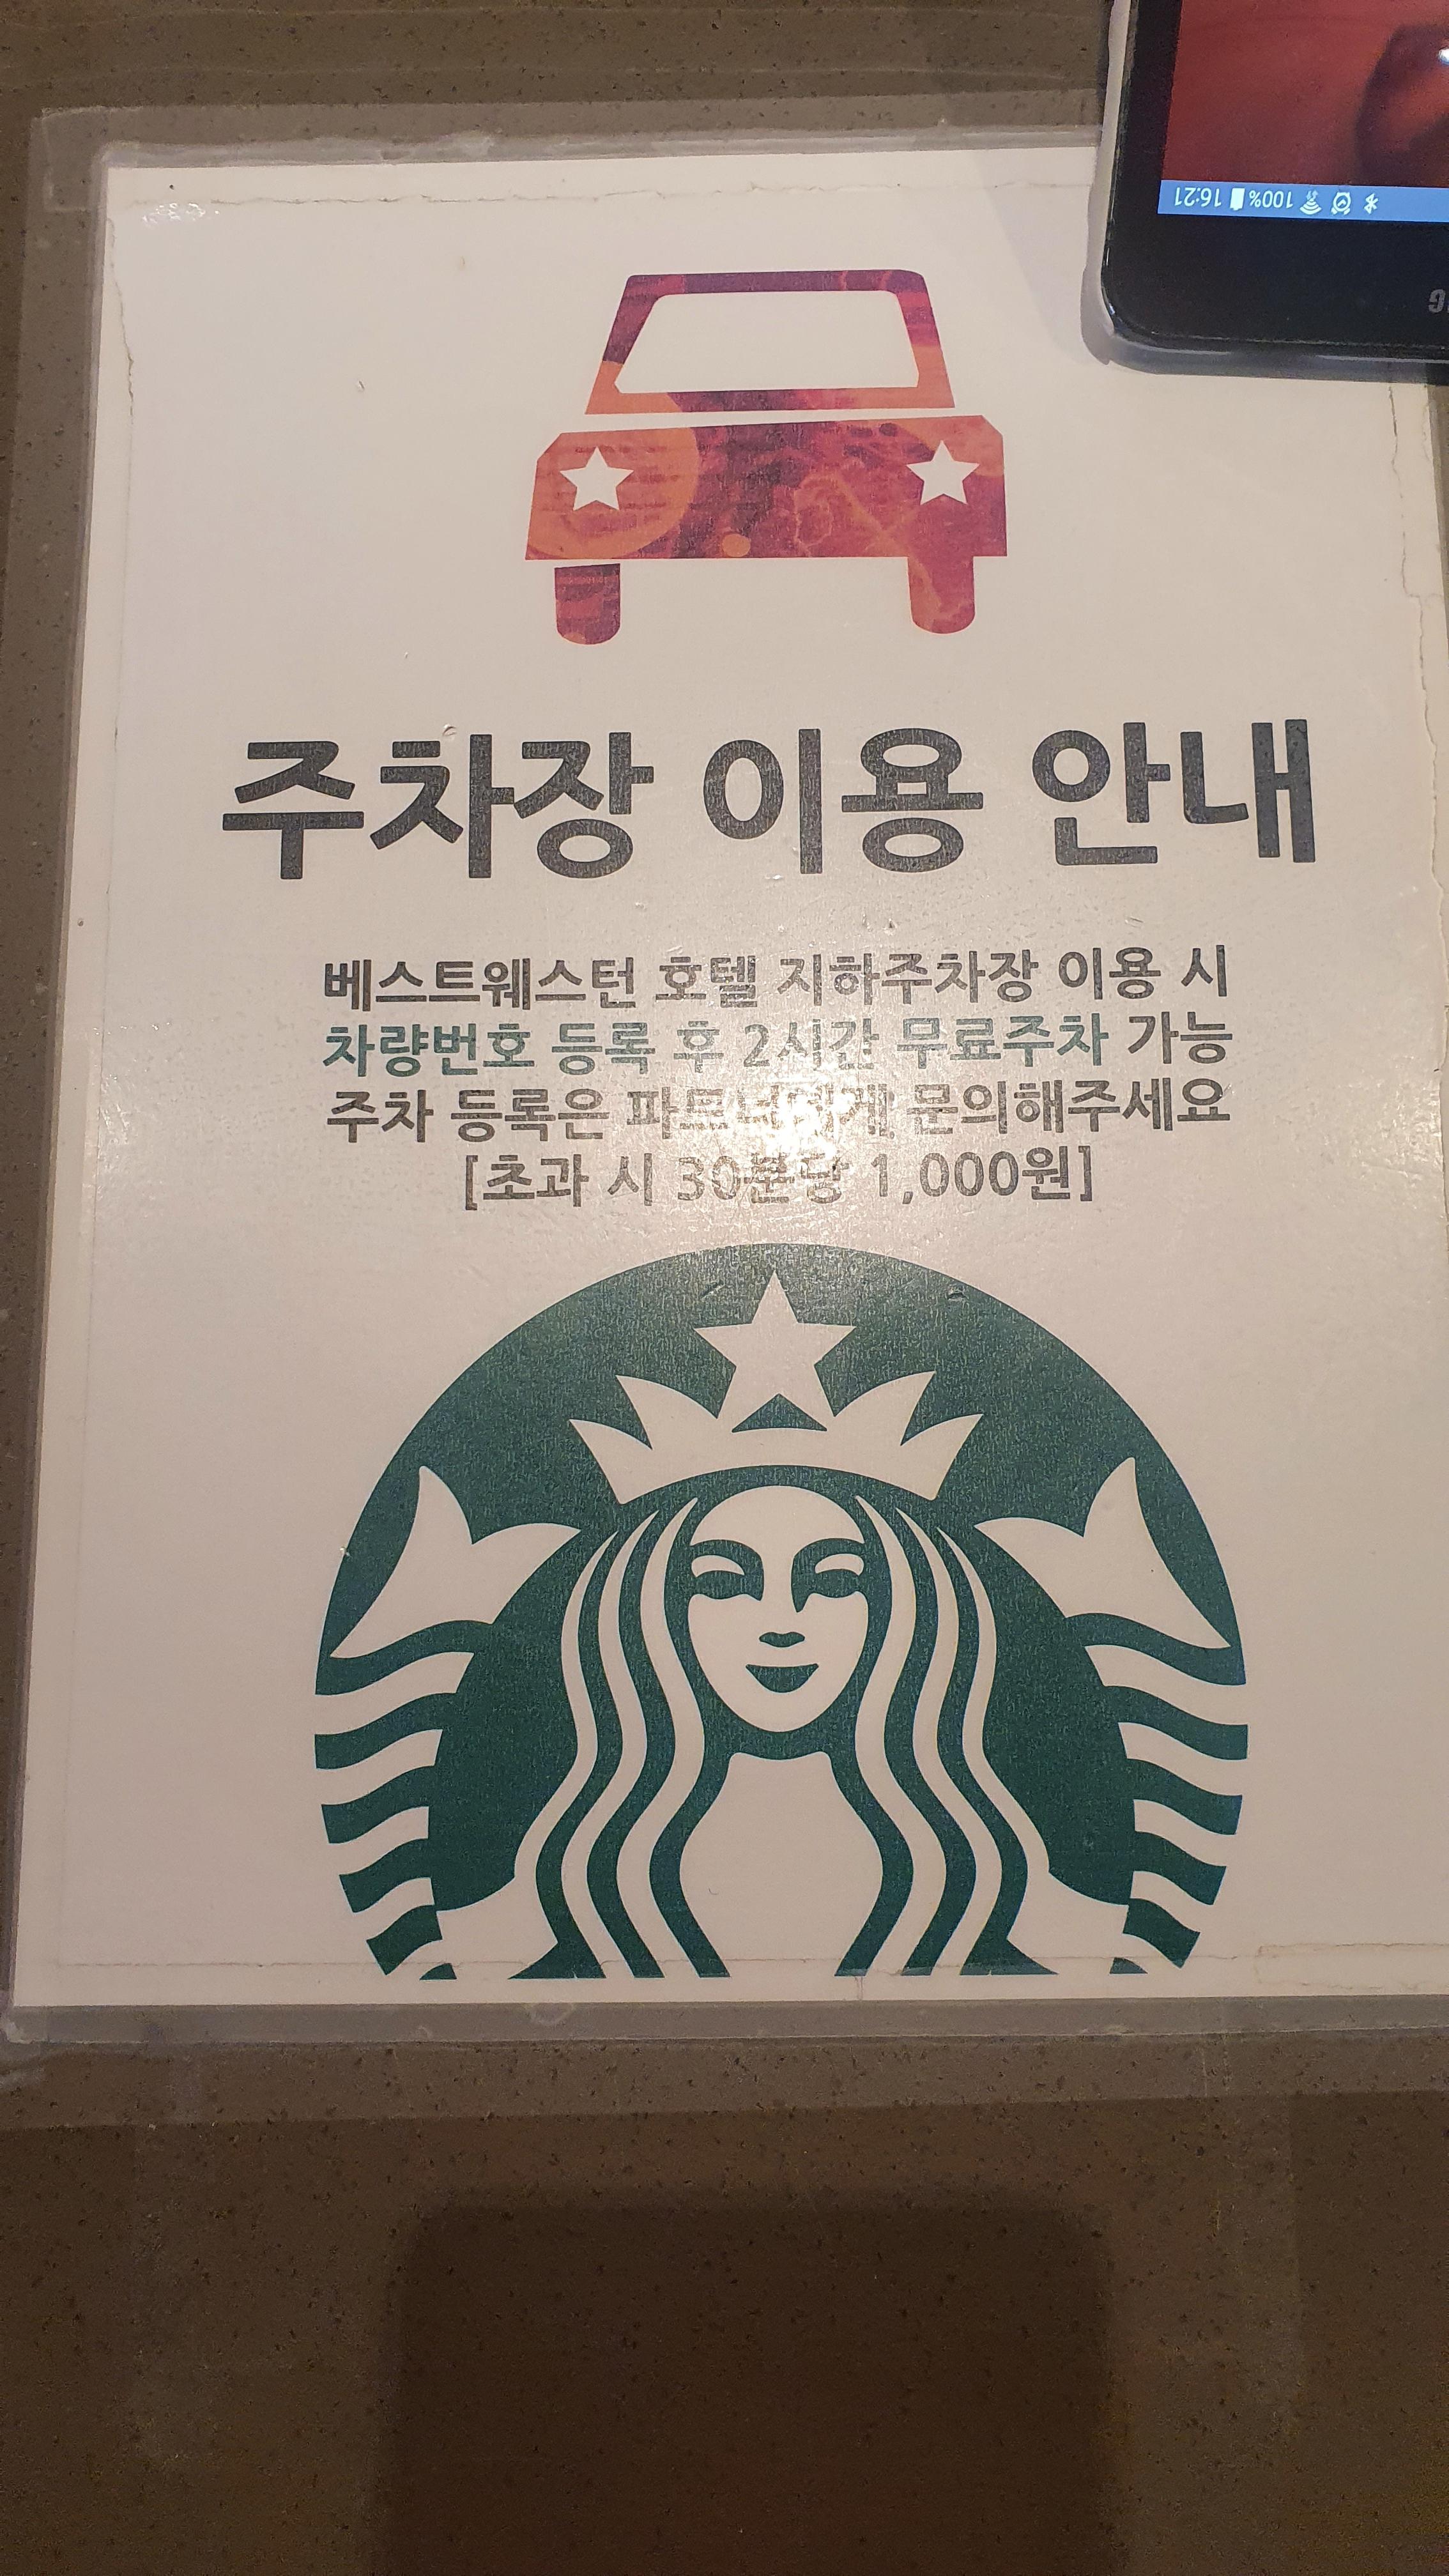 16:21 100%
주차장 이용 안내
베스트웨스턴 호텔 지하주차장 이용 시
차량번호 등록 후 2시간 무료주차 가능
주차 등록은 파트너에게 문의해주세요
[초과 시 30분당 1,000원]